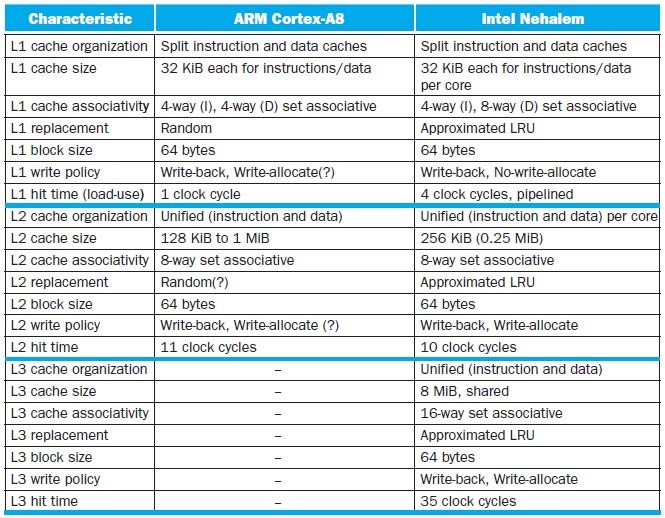 Characteristic ARM Cortex-A8 Intel Nehalem
L1 cache organization Split instruction and data caches Split instruction and data caches
L1 cache size 32 KiB each for instructions/data 32 KiB each for instructions/data
per core
L1 cache associativity 4-way (I), 4-way (D) set associative 4-way (I), 8-way (D) set associative
L1 replacement Random Approximated LRU
L1 block size 64 bytes 64 bytes
L1 write policy Write-back, Write-allocate(?) Write-back, No-write-allocate
L1 hit time (load-use) 1 clock cycle 4 clock cycles, pipelined
L2 cache organization Unified (instruction and data) Unified (instruction and data) per core
L2 cache size 128 KiB to 1 MiB 256 KiB (0.25 MiB)
L2 cache associativity 8-way set associative 8-way set associative
L2 replacement Random(?) Approximated LRU
L2 block size 64 bytes 64 bytes
L2 write policy Write-back, Write-allocate (?) Write-back, Write-allocate
L2 hit time 11 clock cycles 10 clock cycles
L3 cache organization – Unified (instruction and data)
L3 cache size – 8 MiB, shared
L3 cache associativity – 16-way set associative
L3 replacement – Approximated LRU
L3 block size – 64 bytes
L3 write policy – Write-back, Write-allocate
L3 hit time – 35 clock cycles